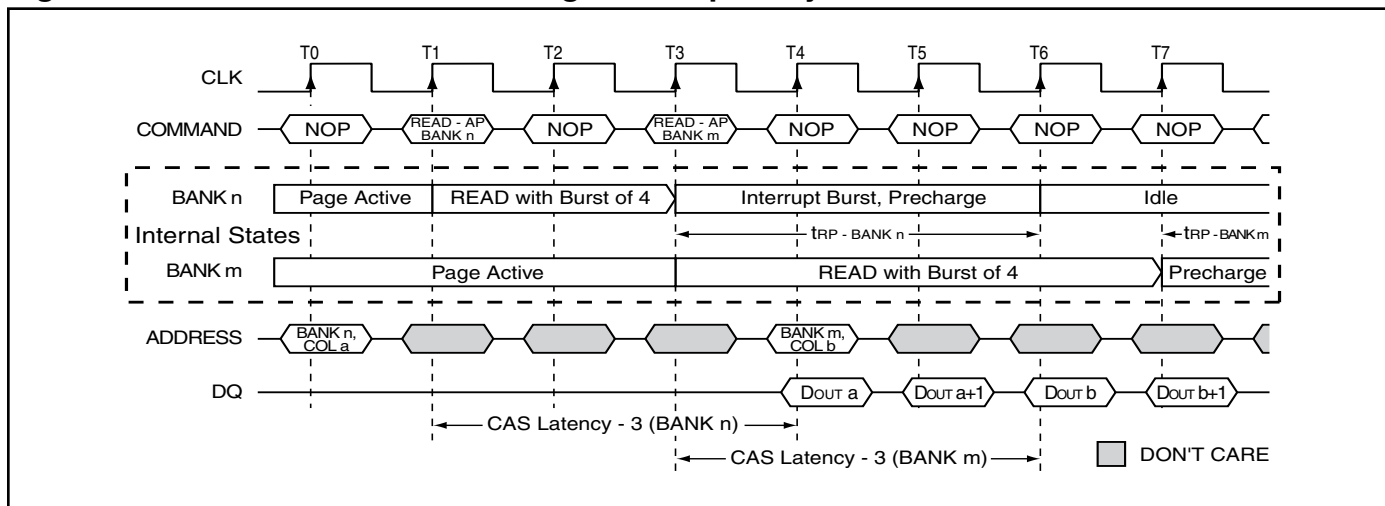 T0 T1 T2 T3 T4 T5 T6 T7
CLK
COMMAND NOP READ - AP BANK n NOP READ - AP BANK m NOP NOP NOP NOP
BANK n Page Active READ with Burst of 4 Interrupt Burst, Precharge Idle
Internal States tRP - BANK n tRP - BANK m
BANK m Page Active READ with Burst of 4 Precharge
ADDRESS BANK n, COL a BANK m, COL b
DQ DOUT a DOUT a+1 DOUT b DOUT b+1
CAS Latency - 3 (BANK n)
CAS Latency - 3 (BANK m) DON'T CARE